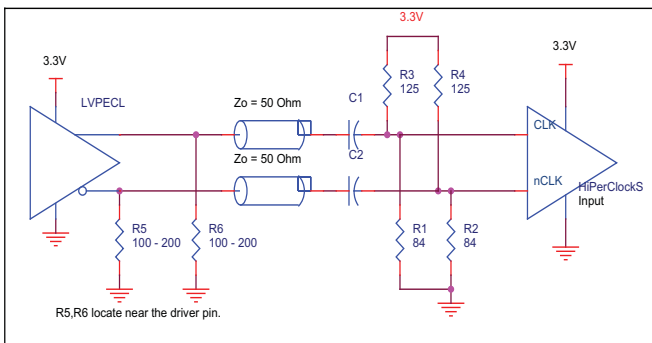 3.3V
3.3V
3.3V
LVPECL
R3
125
R4
125
Zo = 50 Ohm
C1
CLK
Zo = 50 Ohm
C2
nCLK
HiPerClockS
Input
R5
100 - 200
R6
100 - 200
R1
84
R2
84
R5,R6 locate near the driver pin.